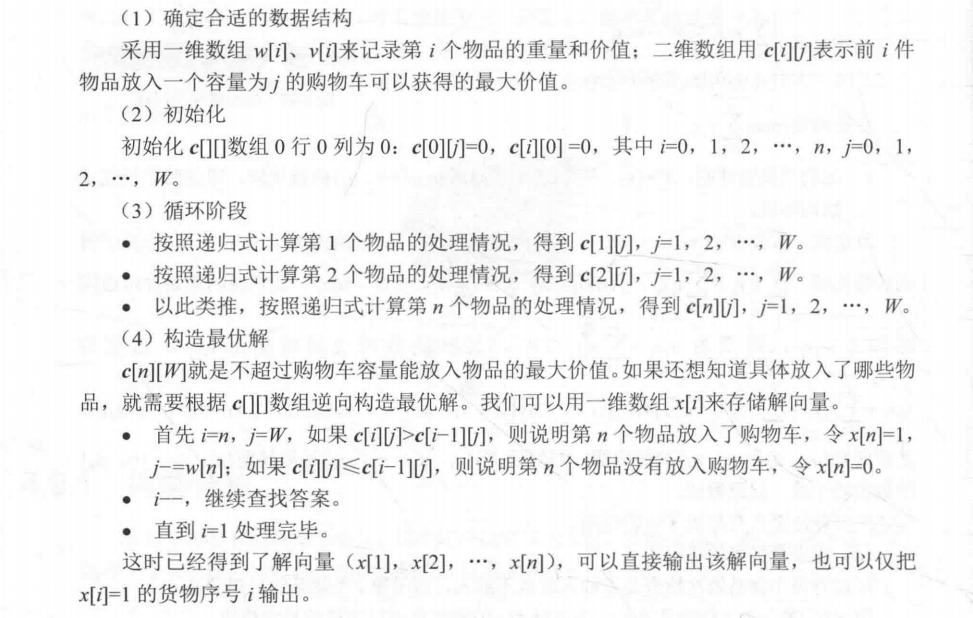 （1）确定合适的数据结构
采用一维数组 w[i]、v[i]来记录第 i 个物品的重量和价值；二维数组用 c[i][j]表示前 i 件
物品放入一个容量为 j 的购物车可以获得的最大价值。
（2）初始化
初始化 c[][]数组 0 行 0 列为 0：c[0][j]=0，c[i][0] =0，其中 i=0，1，2，…，n，j=0，1，
2，…，W。
（3）循环阶段
• 按照递归式计算第 1 个物品的处理情况，得到 c[1][j]，j=1，2，…，W。
• 按照递归式计算第 2 个物品的处理情况，得到 c[2][j]，j=1，2，…，W。
• 以此类推，按照递归式计算第 n 个物品的处理情况，得到 c[n][j]，j=1，2，…，W。
（4）构造最优解
c[n][W]就是不超过购物车容量能放入物品的最大价值。如果还想知道具体放入了哪些物
品，就需要根据 c[][]数组逆向构造最优解。我们可以用一维数组 x[i]来存储解向量。
• 首先 i=n，j=W，如果 c[i][j]>c[i−1][j]，则说明第 n 个物品放入了购物车，令 x[n]=1，
j−=w[n]；如果 c[i][j]≤c[i−1][j]，则说明第 n 个物品没有放入购物车，令 x[n]=0。
• i−−，继续查找答案。
• 直到 i=1 处理完毕。
这时已经得到了解向量（x[1]，x[2]，…，x[n]），可以直接输出该解向量，也可以仅把
x[i]=1 的货物序号 i 输出。